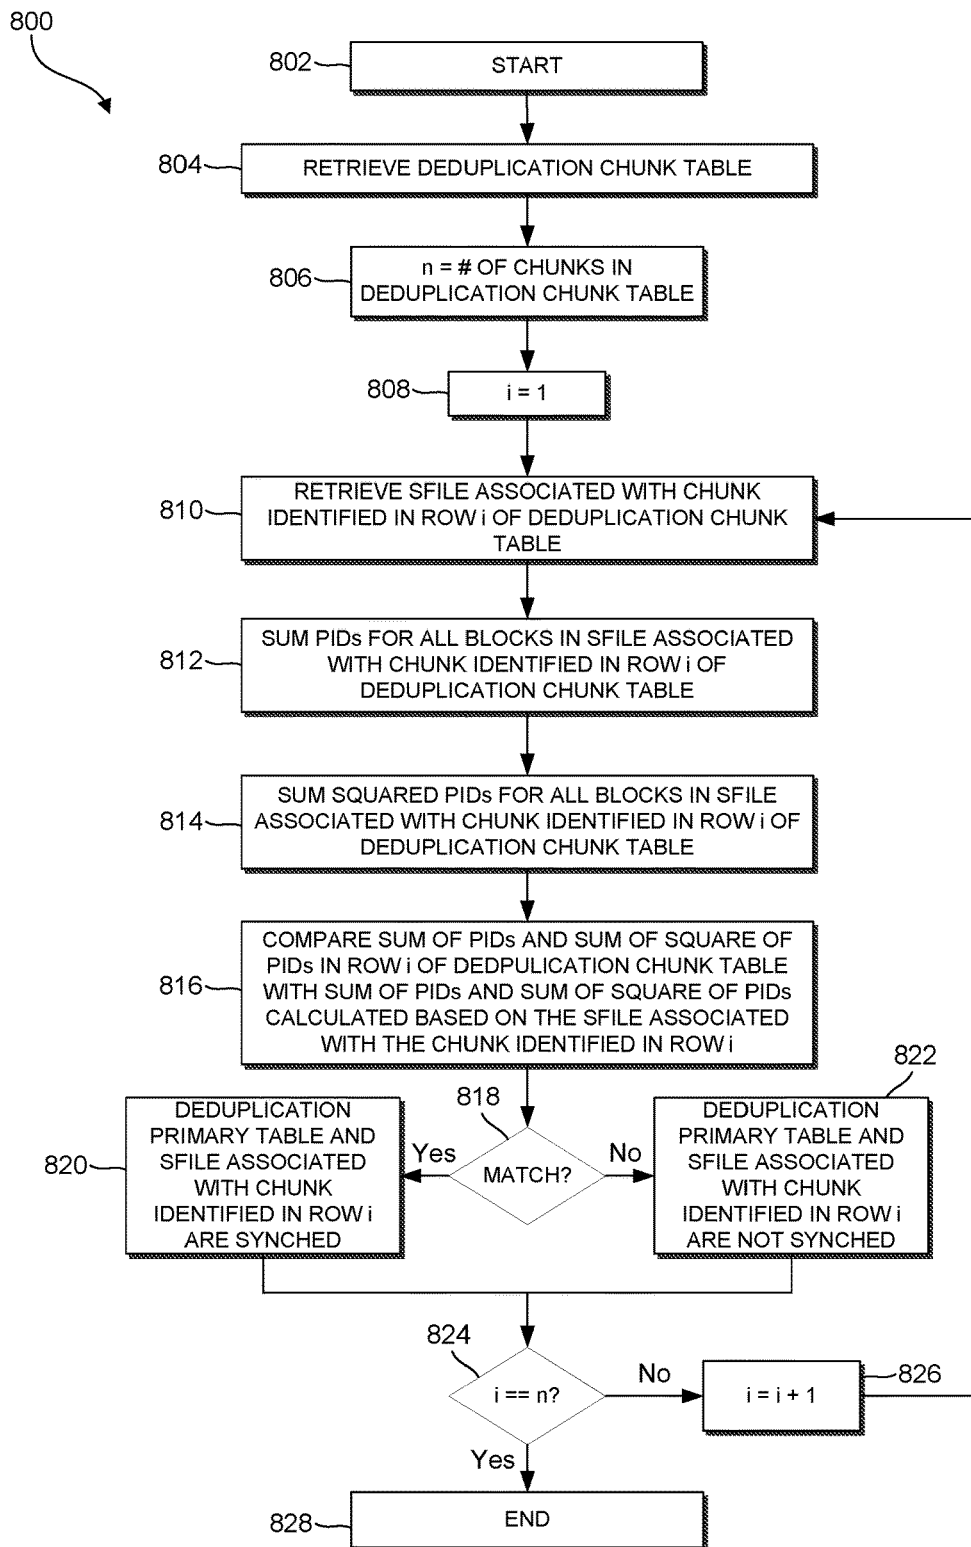 800
802
START
804
RETRIEVE DEDUPLICATION CHUNK TABLE
806
n = # OF CHUNKS IN
DEDUPLICATION CHUNK TABLE
808
i = 1
810
RETRIEVE SFILE ASSOCIATED WITH CHUNK
IDENTIFIED IN ROW i OF DEDUPLICATION CHUNK
TABLE
812
SUM PIDs FOR ALL BLOCKS IN SFILE ASSOCIATED
WITH CHUNK IDENTIFIED IN ROW i OF
DEDUPLICATION CHUNK TABLE
814
SUM SQUARED PIDs FOR ALL BLOCKS IN SFILE
ASSOCIATED WITH CHUNK IDENTIFIED IN ROW i OF
DEDUPLICATION CHUNK TABLE
816
COMPARE SUM OF PIDs AND SUM OF SQUARE OF
PIDs IN ROW i OF DEDPULICATION CHUNK TABLE
WITH SUM OF PIDs AND SUM OF SQUARE OF PIDs
CALCULATED BASED ON THE SFILE ASSOCIATED
WITH THE CHUNK IDENTIFIED IN ROW i
818
MATCH?
Yes
No
820
DEDUPLICATION
PRIMARY TABLE AND
SFILE ASSOCIATED
WITH CHUNK
IDENTIFIED IN ROW i
ARE SYNCHED
822
DEDUPLICATION
PRIMARY TABLE AND
SFILE ASSOCIATED
WITH CHUNK
IDENTIFIED IN ROW i
ARE NOT SYNCHED
824
i == n?
No
826
i = i + 1
Yes
828
END